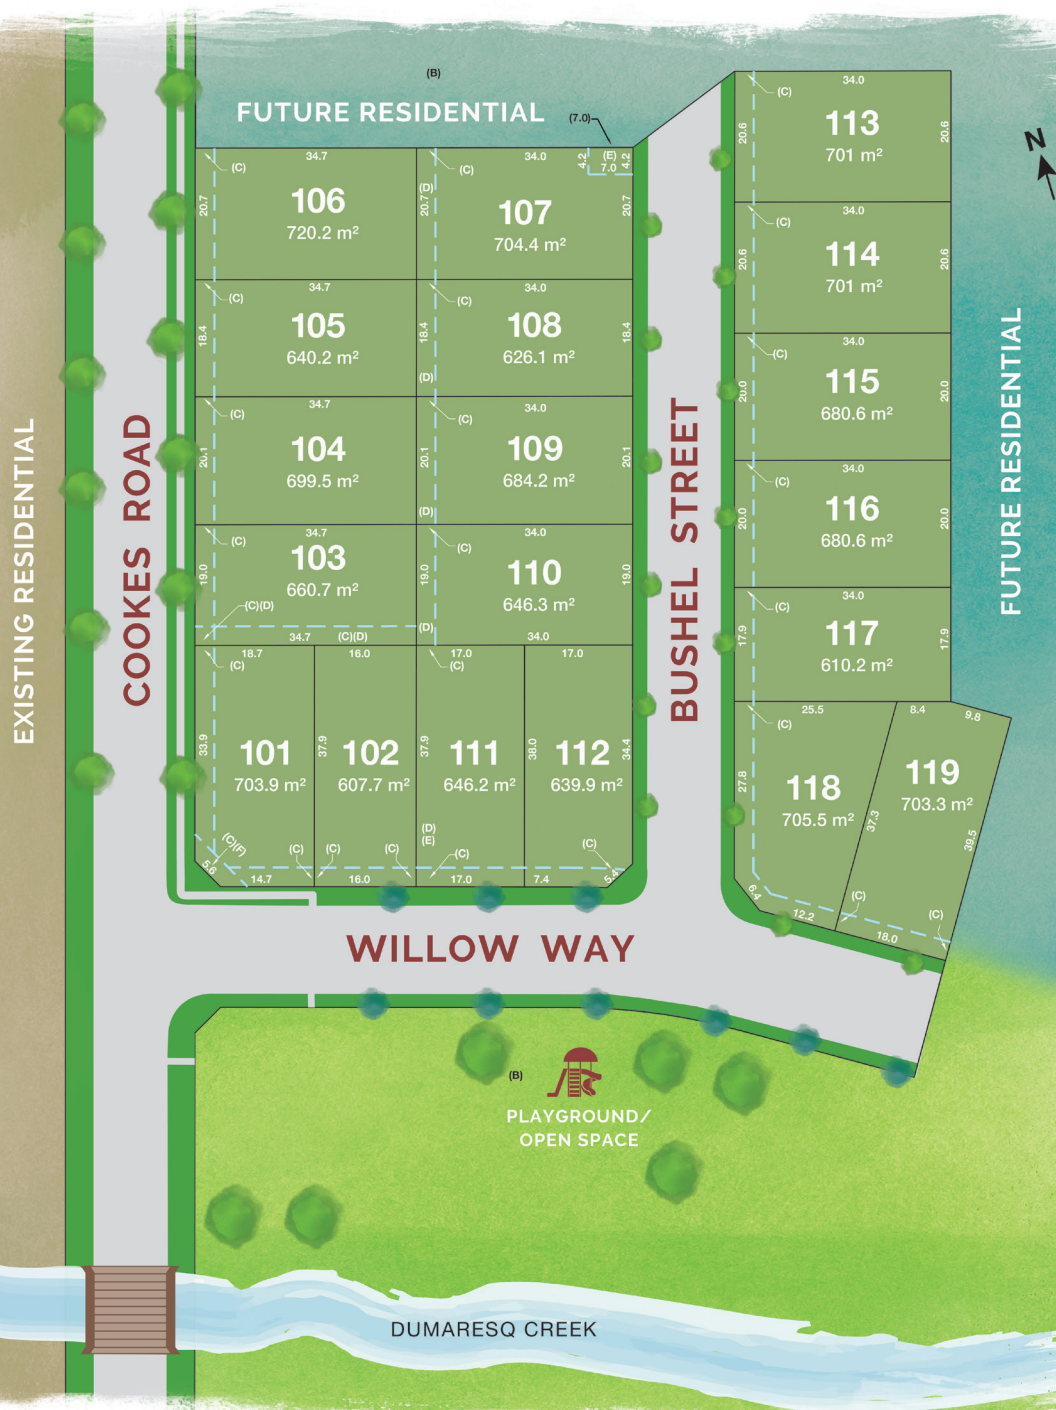 (B)
FUTURE RESIDENTIAL
(7.0)
N
34.7
(C)
20.7
106
720.2 m²
34.0
(C)
(D)
20.7
4.2
(E)
7.0
4.2
107
704.4 m²
20.7
34.7
(C)
18.4
105
640.2 m²
34.0
(C)
18.4
108
626.1 m²
18.4
(D)
34.7
(C)
20.1
104
699.5 m²
34.0
(C)
20.1
109
684.2 m²
20.1
(D)
34.7
(C)
19.0
103
660.7 m²
(C)(D)
34.7
(C)(D)
34.0
(C)
19.0
110
646.3 m²
19.0
(D)
34.0
18.7
(C)
33.9
101
703.9 m²
(C)(F)
5.6
14.7
(C)
16.0
37.9
102
607.7 m²
(C)
(C)
16.0
17.0
(C)
37.9
111
646.2 m²
(D)
(E)
(C)
17.0
17.0
38.0
112
639.9 m²
34.4
(C)
7.4
5.4
34.0
(C)
20.6
113
701 m²
20.6
34.0
(C)
20.6
114
701 m²
20.6
34.0
(C)
20.0
115
680.6 m²
20.0
34.0
(C)
20.0
116
680.6 m²
20.0
34.0
(C)
17.9
117
610.2 m²
17.9
25.5
(C)
27.8
118
705.5 m²
6.4
12.2
37.3
8.4
9.8
119
703.3 m²
39.5
(C)
(C)
18.0
EXISTING RESIDENTIAL
COOKES ROAD
BUSHEL STREET
FUTURE RESIDENTIAL
WILLOW WAY
(B)
PLAYGROUND/
OPEN SPACE
DUMARESQ CREEK